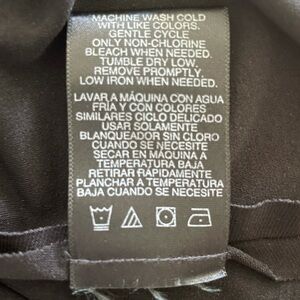 MACHINE WASH COLD
WITH LIKE COLORS.
GENTLE CYCLE
ONLY NON-CHLORINE
BLEACH WHEN NEEDED.
TUMBLE DRY LOW.
REMOVE PROMPTLY
LOW IRON WHEN NEEDED.
LAVAR A MÁQUINA CON AGUA
FRÍA Y CON COLORES
SIMILARES CICLO DELICADO
USAR SOLAMENTE
BLANQUEADOR SIN CLORO
CUANDO SE NECESITE
SECAR EN MÁQUINA A
TEMPERATURA BAJA
RETIRAR RÁPIDAMENTE
PLANCHAR A TEMPERATURA
BAJA CUANDO SE NECESITE